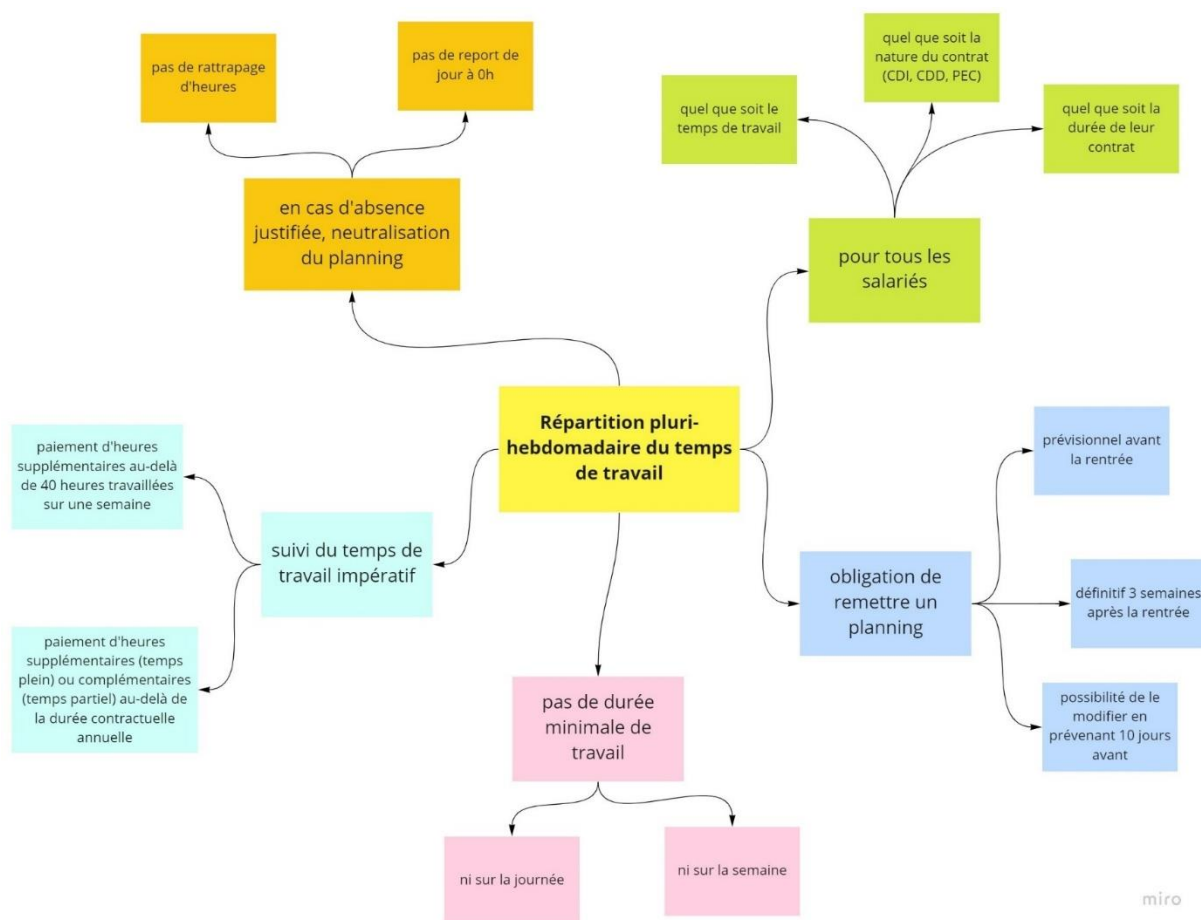 pas de rattrapage
d'heures
pas de report de
jour à 0h
en cas d'absence
justifiée, neutralisation
du planning
quel que soit la
nature du contrat
(CDI, CDD, PEC)
quel que soit le
temps de travail
quel que soit la
durée de leur
contrat
pour tous les
salariés
Répartition pluri-
hebdomadaire du temps
de travail
paiement d'heures
supplémentaires au-delà
de 40 heures travaillées
sur une semaine
suivi du temps de
travail impératif
paiement d'heures
supplémentaires (temps
plein) ou complémentaires
(temps partiel) au-delà de
la durée contractuelle
annuelle
prévisionnel avant
la rentrée
obligation de
remettre un
planning
définitif 3 semaines
après la rentrée
possibilité de le
modifier en
prévenant 10 jours
avant
pas de durée
minimale de
travail
ni sur la journée
ni sur la semaine
miro